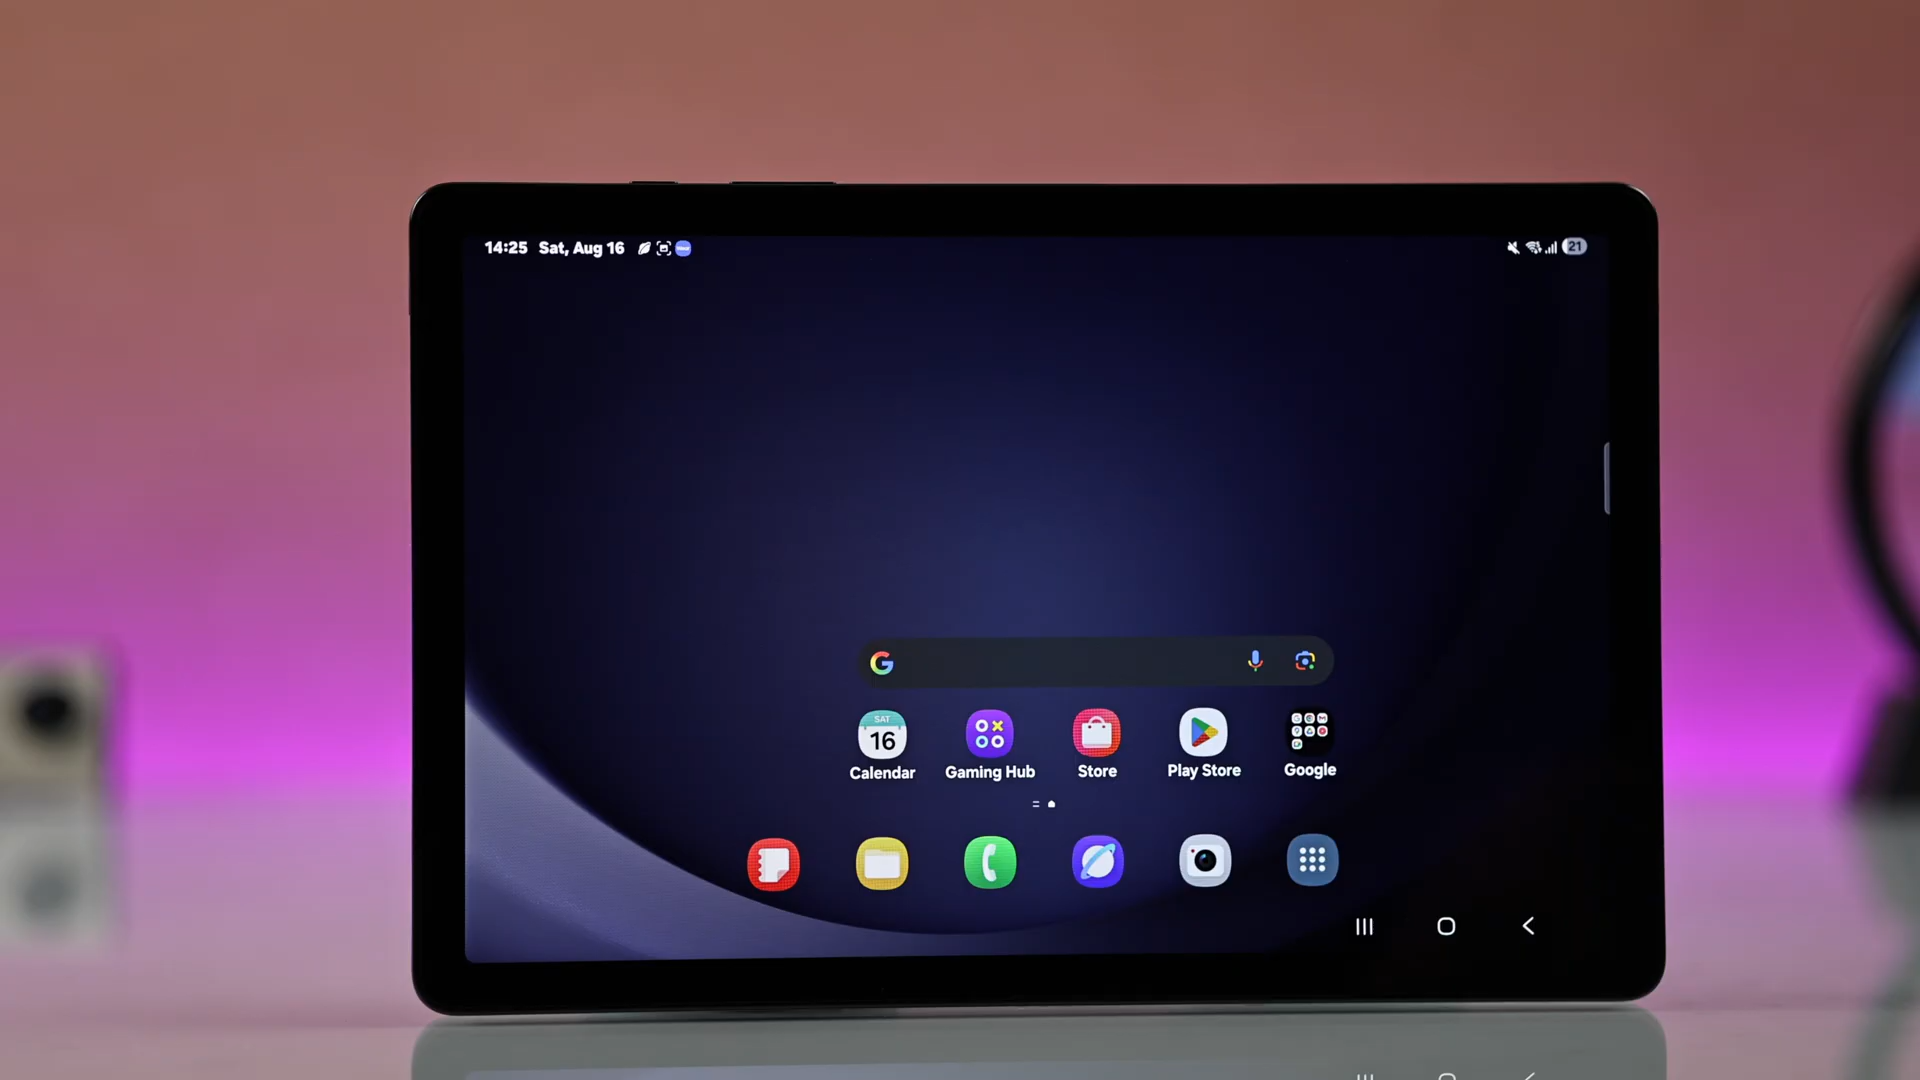 14:25 Sat, Aug 16
21
G
SAT
16
Calendar Gaming Hub Store Play Store Google